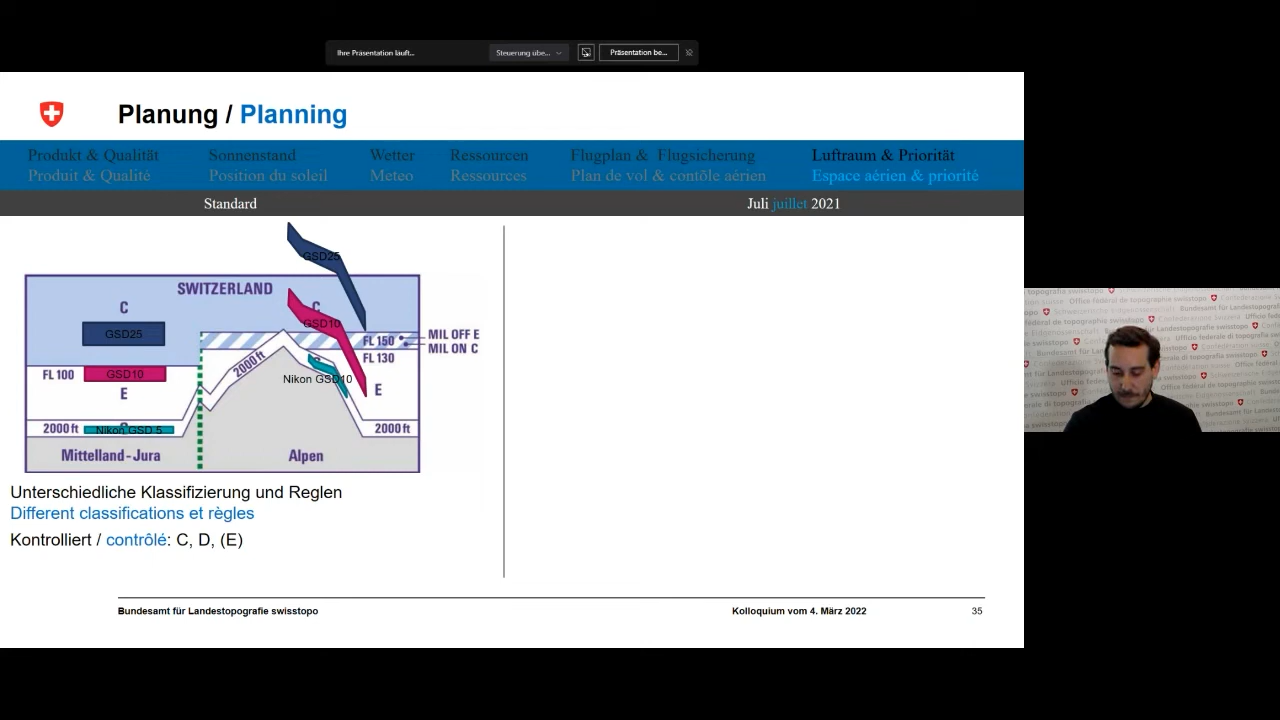 Ihre Präsentation läuft...
Steuerung übe...
Präsentation be...
Planung / Planning
Produkt & Qualität
Sonnenstand
Wetter
Ressourcen
Flugplan & Flugsicherung
Luftraum & Priorität
Produit & Qualité
Position du soleil
Meteo
Ressources
Plan de vol & contôle aérien
Espace aérien & priorité
Standard
Juli juillet 2021
GSD25
SWITZERLAND
C
C
GSD25
GSD10
MIL OFF E
FL 150
MIL ON C
FL 130
2000 ft
FL 100
GSD10
Nikon GSD10
E
E
2000 ft
Nikon GSD 5
2000 ft
Mittelland-Jura
Alpen
Unterschiedliche Klassifizierung und Reglen
Different classifications et règles
Kontrolliert / contrôlé: C, D, (E)
Bundesamt für Landestopografie swisstopo
Kolloquium vom 4. März 2022
35